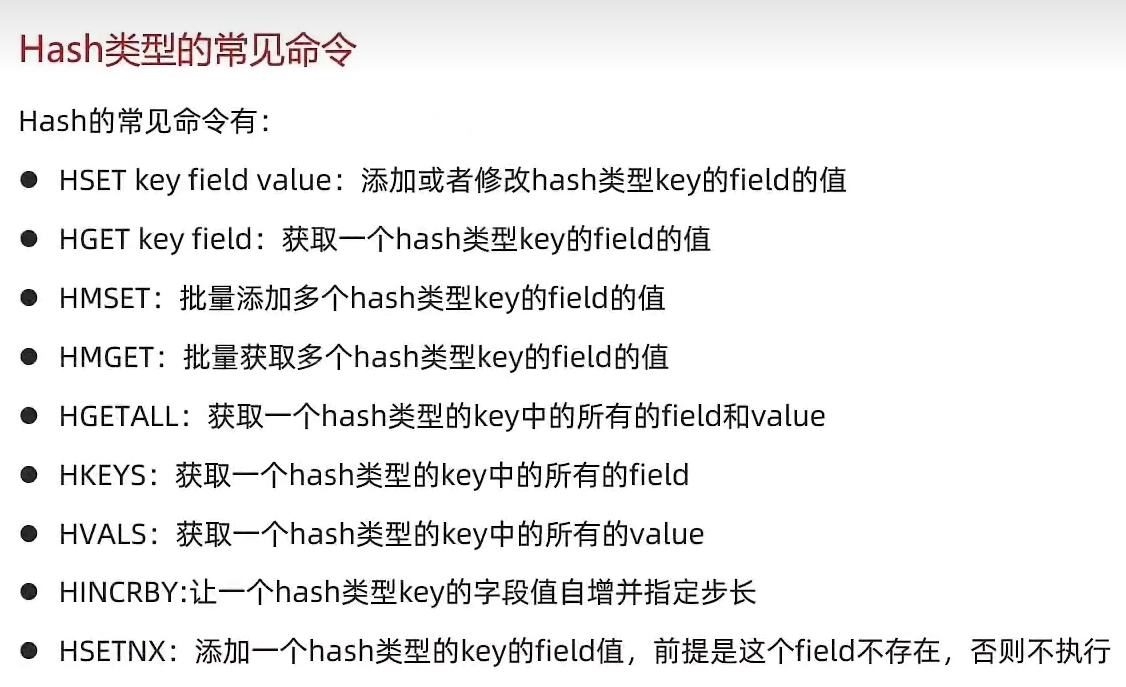 Hash类型的常见命令
Hash的常见命令有：
● HSET key field value：添加或者修改hash类型key的field的值
● HGET key field：获取一个hash类型key的field的值
● HMSET：批量添加多个hash类型key的field的值
● HMGET：批量获取多个hash类型key的field的值
● HGETALL：获取一个hash类型的key中的所有的field和value
● HKEYS：获取一个hash类型的key中的所有的field
● HVALS：获取一个hash类型的key中的所有的value
● HINCRBY:让一个hash类型key的字段值自增并指定步长
● HSETNX：添加一个hash类型的key的field值，前提是这个field不存在，否则不执行